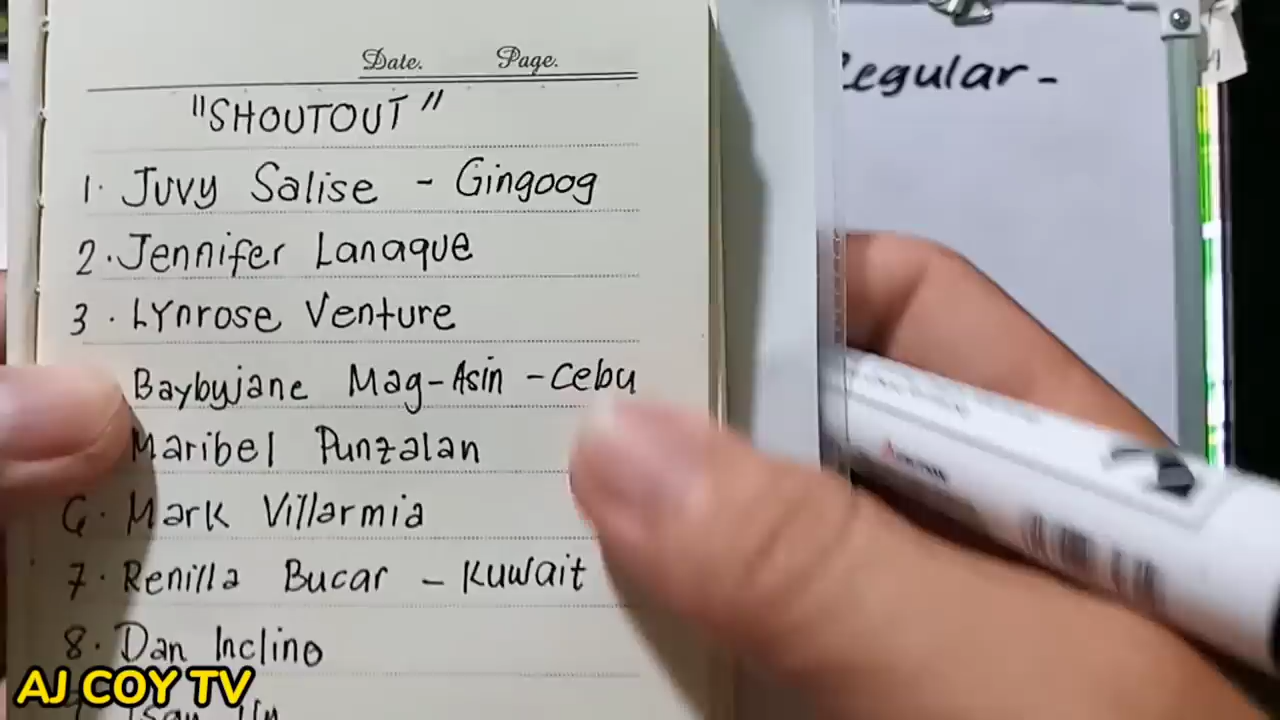 Date. Page.
"SHOUTOUT"
1. Juvy Salise - Gingoog
2. Jennifer Lanaque
3. Lynrose Venture
Baybyjane Mag-Asin - Cebu
Maribel Punzalan
6. Mark Villarmia
7. Renilla Bucar - Kuwait
8. Dan Inclino
Regular -
AJ COY TV